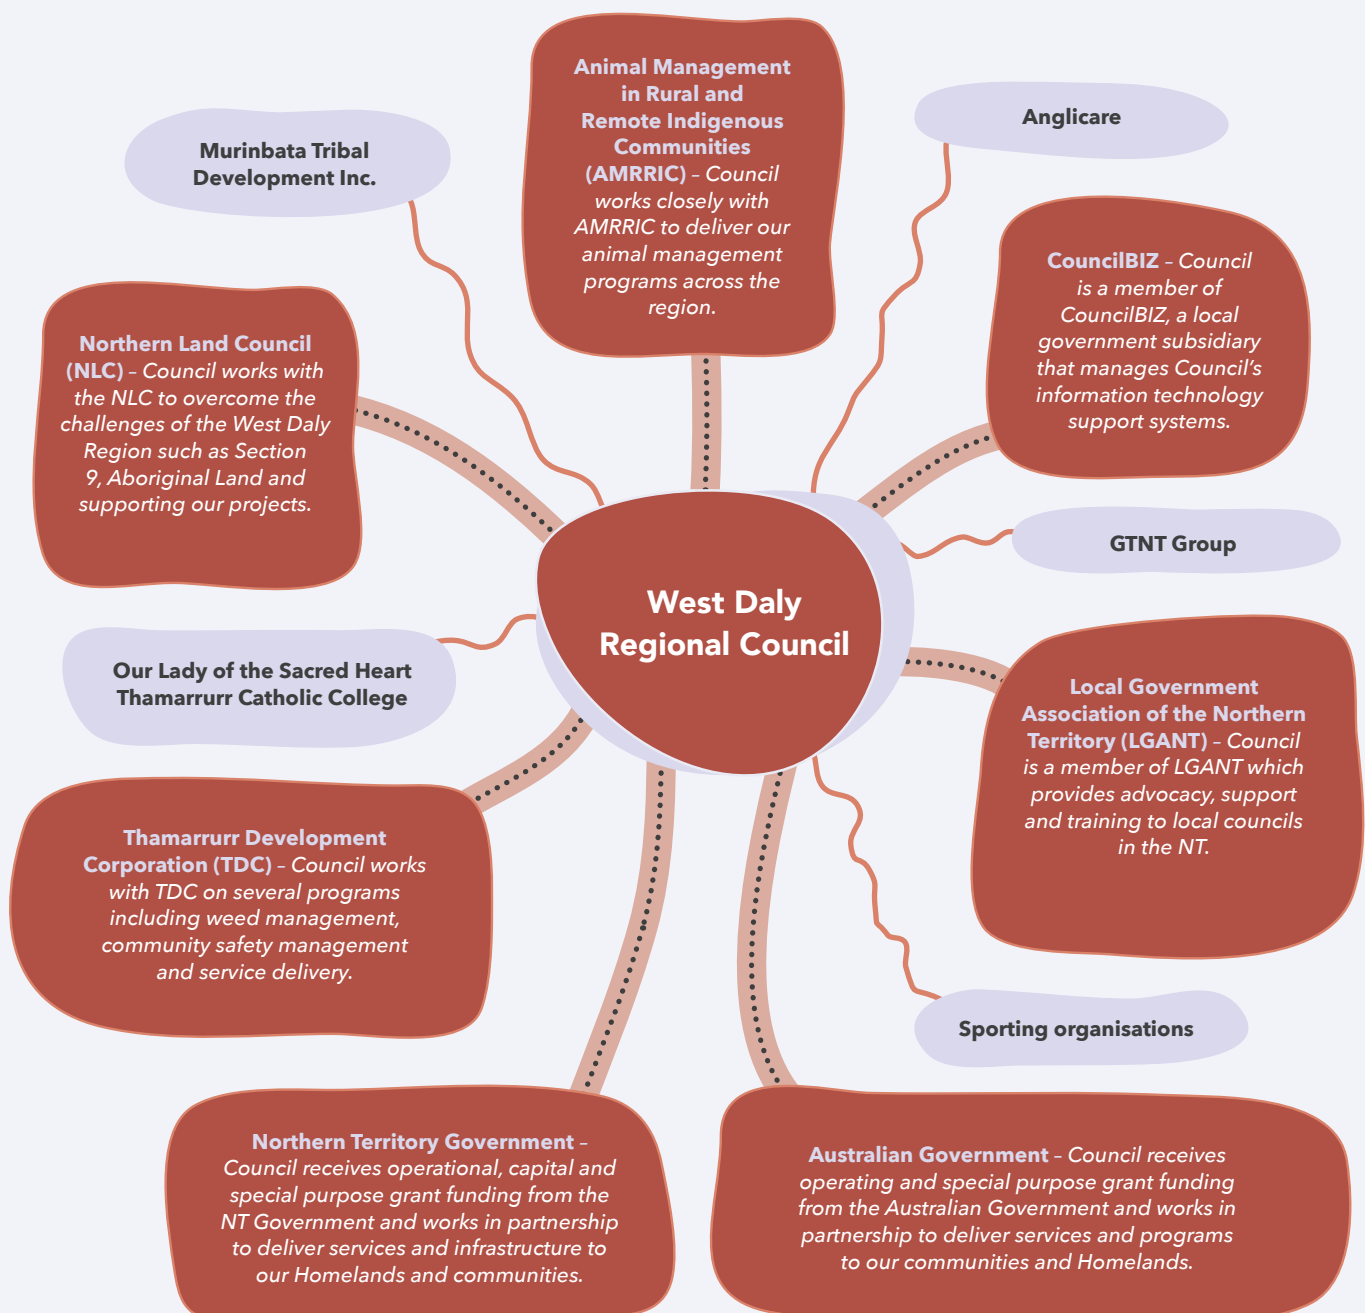 Animal Management
in Rural and
Remote Indigenous
Communities
(AMRRIC) – Council
works closely with
AMRRIC to deliver our
animal management
programs across the
region.
Anglicare
Murinbata Tribal
Development Inc.
CouncilBIZ – Council
is a member of
CouncilBIZ, a local
government subsidiary
that manages Council's
information technology
support systems.
Northern Land Council
(NLC) – Council works with
the NLC to overcome the
challenges of the West Daly
Region such as Section
9, Aboriginal Land and
supporting our projects.
GTNT Group
West Daly
Regional Council
Our Lady of the Sacred Heart
Thamarrurr Catholic College
Local Government
Association of the Northern
Territory (LGANT) – Council
is a member of LGANT which
provides advocacy, support
and training to local councils
in the NT.
Thamarrurr Development
Corporation (TDC) – Council works
with TDC on several programs
including weed management,
community safety management
and service delivery.
Sporting organisations
Northern Territory Government –
Council receives operational, capital and
special purpose grant funding from the
NT Government and works in partnership
to deliver services and infrastructure to
our Homelands and communities.
Australian Government – Council receives
operating and special purpose grant funding
from the Australian Government and works in
partnership to deliver services and programs
to our communities and Homelands.